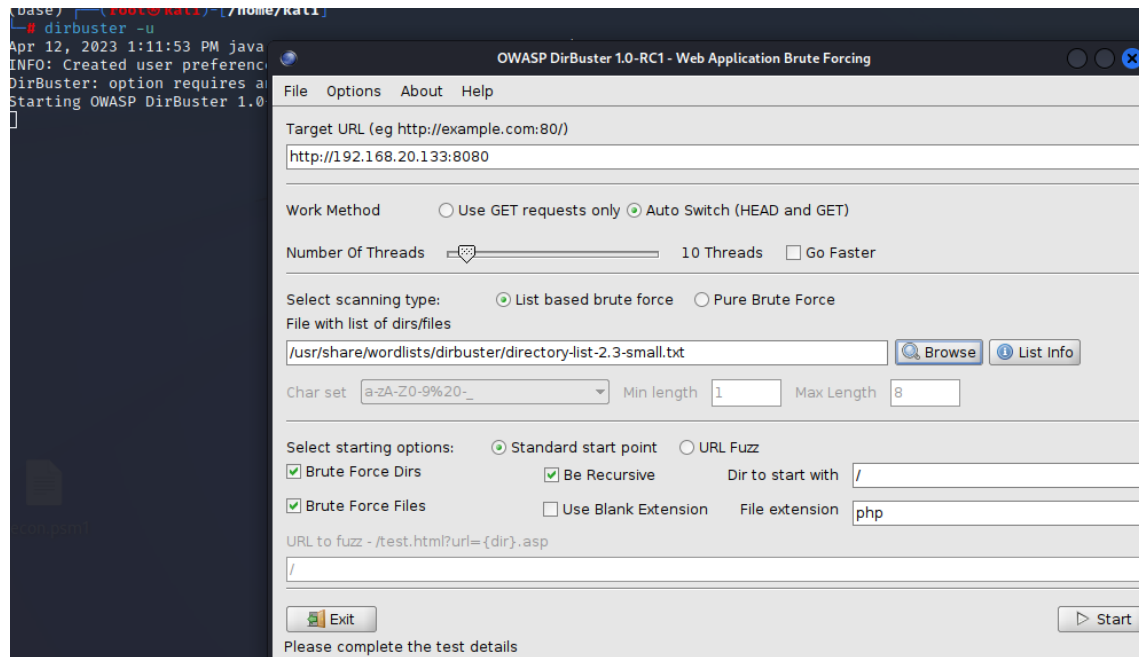 (base) ┌──(root㉿kali)-[/home/kali]
└─# dirbuster -u
Apr 12, 2023 1:11:53 PM java
INFO: Created user preference
DirBuster: option requires a
Starting OWASP DirBuster 1.0
OWASP DirBuster 1.0-RC1 - Web Application Brute Forcing
File Options About Help
Target URL (eg http://example.com:80/)
http://192.168.20.133:8080
Work Method Use GET requests only Auto Switch (HEAD and GET)
Number Of Threads 10 Threads Go Faster
Select scanning type: List based brute force Pure Brute Force
File with list of dirs/files
/usr/share/wordlists/dirbuster/directory-list-2.3-small.txt Browse List Info
Char set a-zA-Z0-9%20-_ Min length 1 Max Length 8
Select starting options: Standard start point URL Fuzz
Brute Force Dirs Be Recursive Dir to start with /
Brute Force Files Use Blank Extension File extension php
URL to fuzz - /test.html?url={dir}.asp
/
Exit Start
Please complete the test details